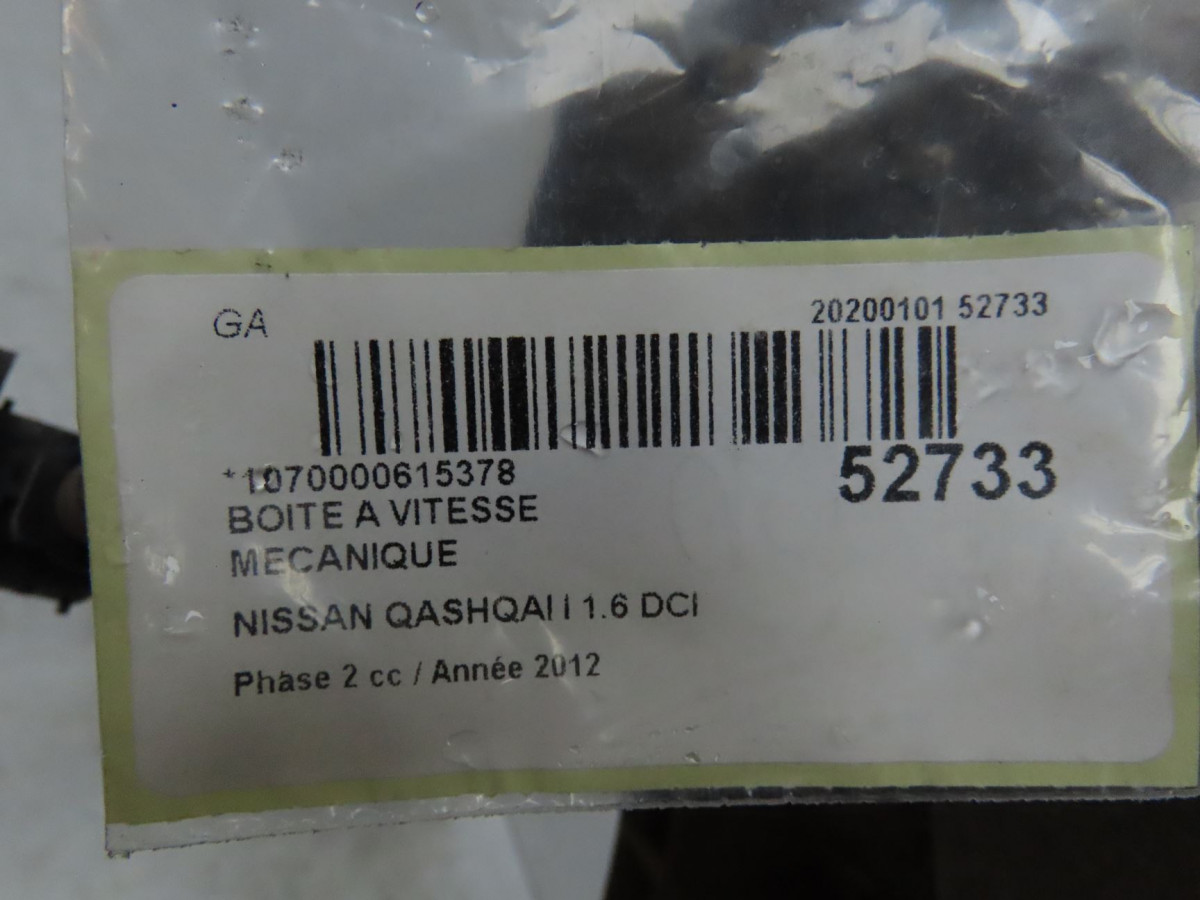 GA
20200101 52733
*1070000615378
52733
BOITE A VITESSE
MECANIQUE
NISSAN QASHQAI I 1.6 DCI
Phase 2 cc / Année 2012